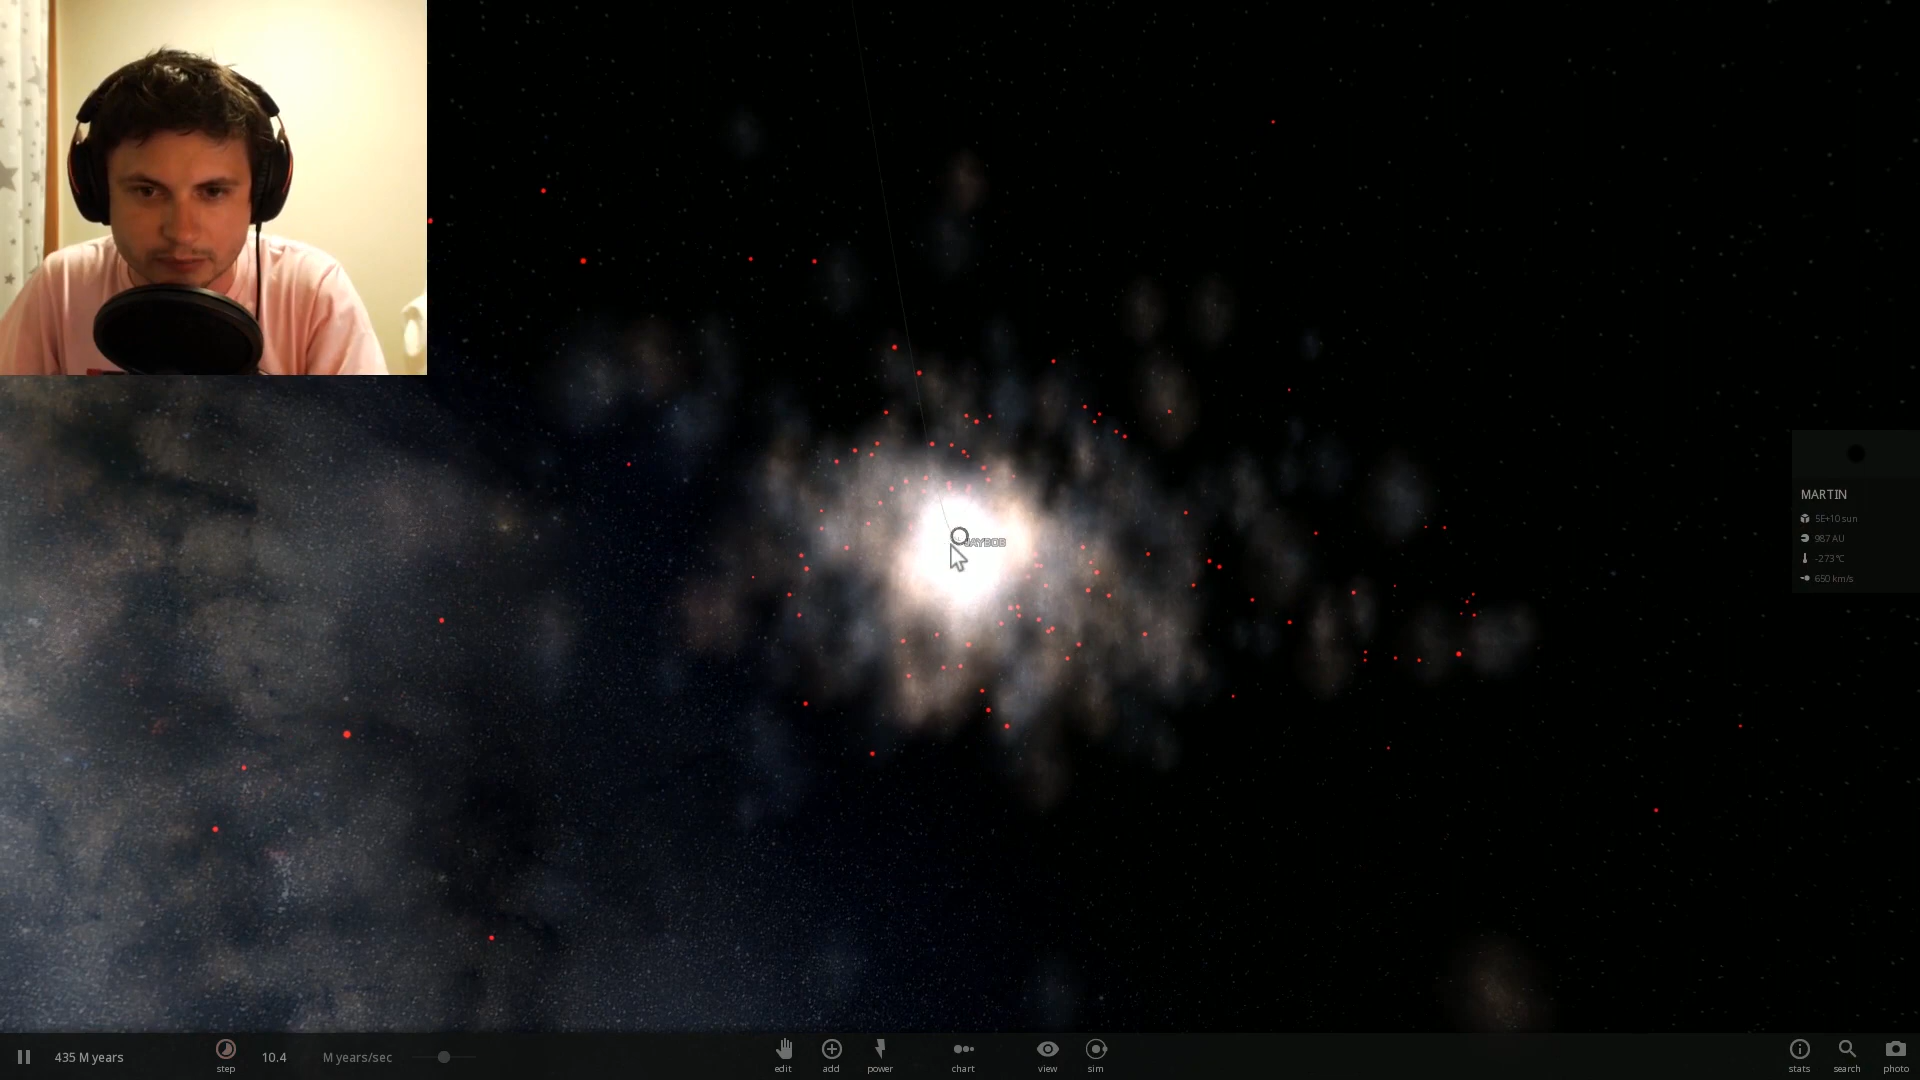 JAYBOB
MARTIN
5E+10 sun
987 AU
-273°C
650 km/s
435 M years
step
10.4
M years/sec
edit
add
power
chart
view
sim
stats
search
photo